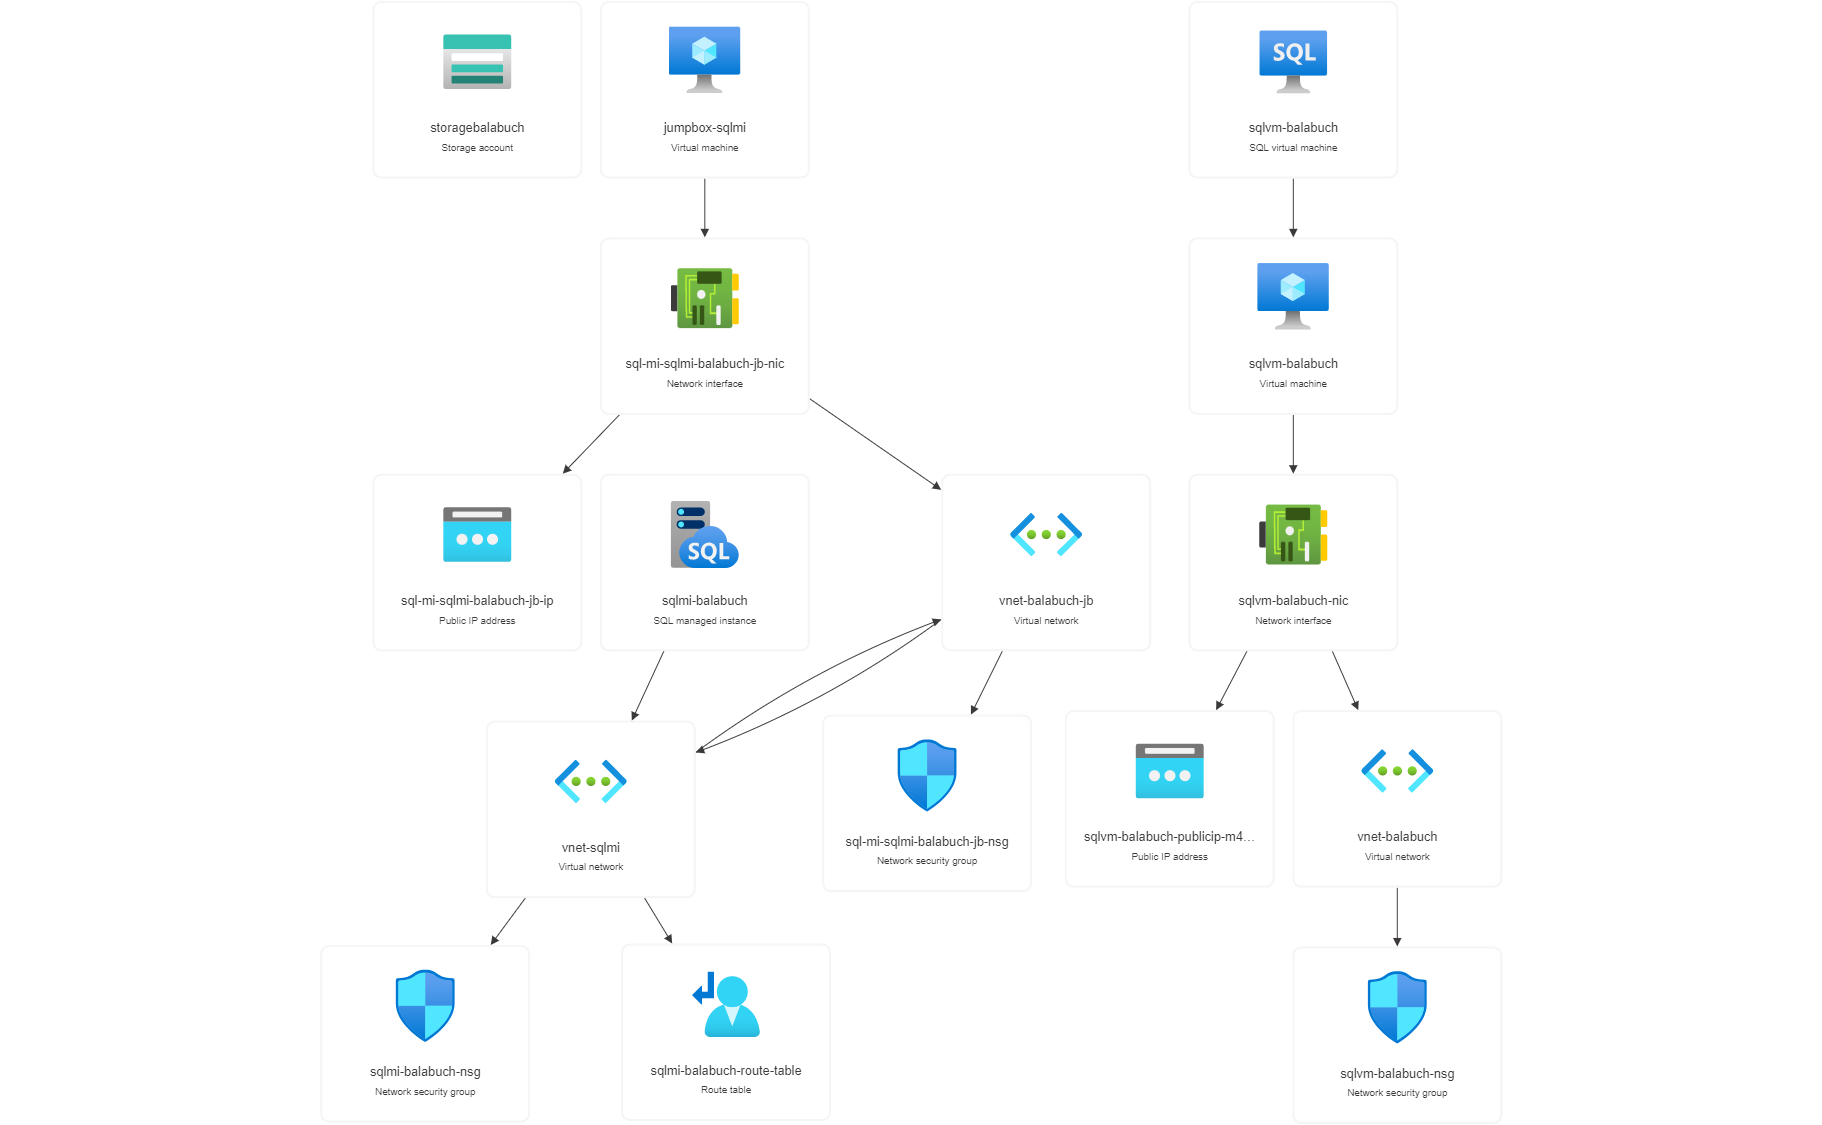 storagebalabuch
Storage account
jumpbox-sqlmi
Virtual machine
SQL
sqlvm-balabuch
SQL virtual machine
sql-mi-sqlmi-balabuch-jb-nic
Network interface
sqlvm-balabuch
Virtual machine
sql-mi-sqlmi-balabuch-jb-ip
Public IP address
SQL
sqlmi-balabuch
SQL managed instance
vnet-balabuch-jb
Virtual network
sqlvm-balabuch-nic
Network interface
vnet-sqlmi
Virtual network
sql-mi-sqlmi-balabuch-jb-nsg
Network security group
sqlvm-balabuch-publicip-m4...
Public IP address
vnet-balabuch
Virtual network
sqlmi-balabuch-nsg
Network security group
sqlmi-balabuch-route-table
Route table
sqlvm-balabuch-nsg
Network security group